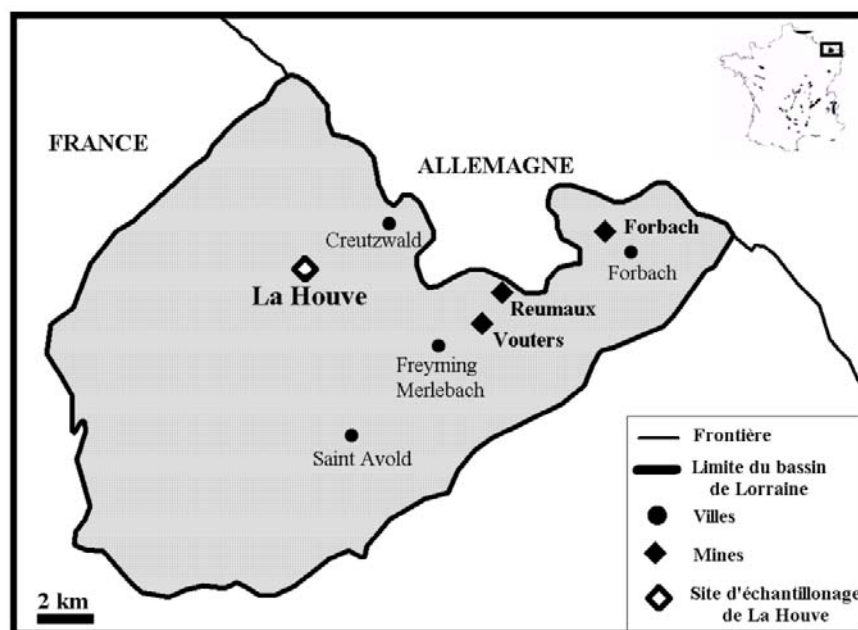 FRANCE
ALLEMAGNE
Creutzwald
Forbach
Forbach
La Houve
Reumaux
Vouters
Freyming
Merlebach
Saint Avold
2 km
Frontière
Limite du bassin
de Lorraine
Villes
Mines
Site d'échantillonage
de La Houve